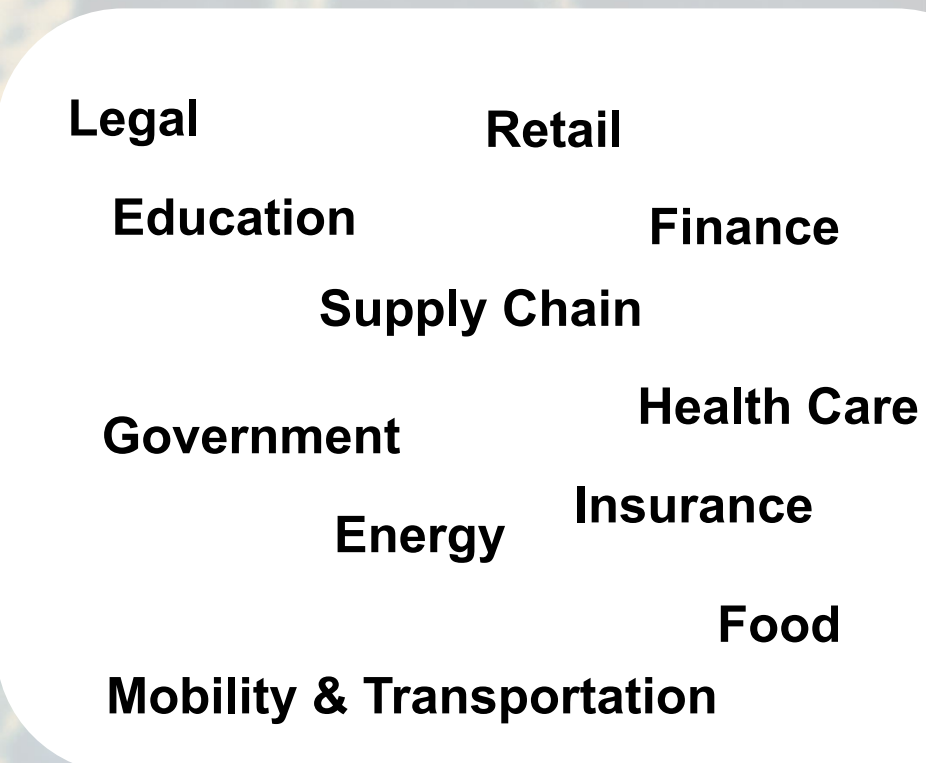 Legal
Retail
Education
Finance
Supply Chain
Health Care
Government
Insurance
Energy
Food
Mobility & Transportation